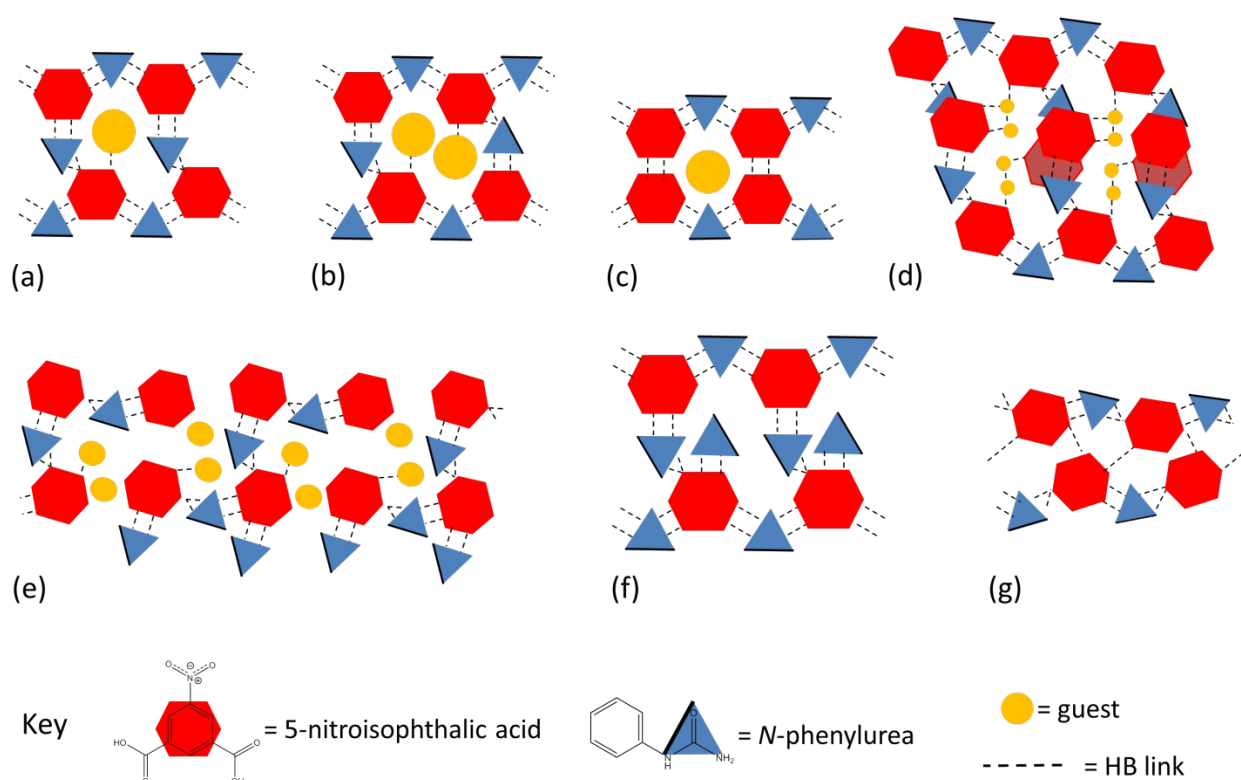 (a)
(b)
(c)
(d)
(e)
(f)
(g)
Key
O ⊖ O
N ⊕
HO O
O OH
= 5-nitroisophthalic acid
O
N NH₂
H
= N-phenylurea
= guest
= HB link